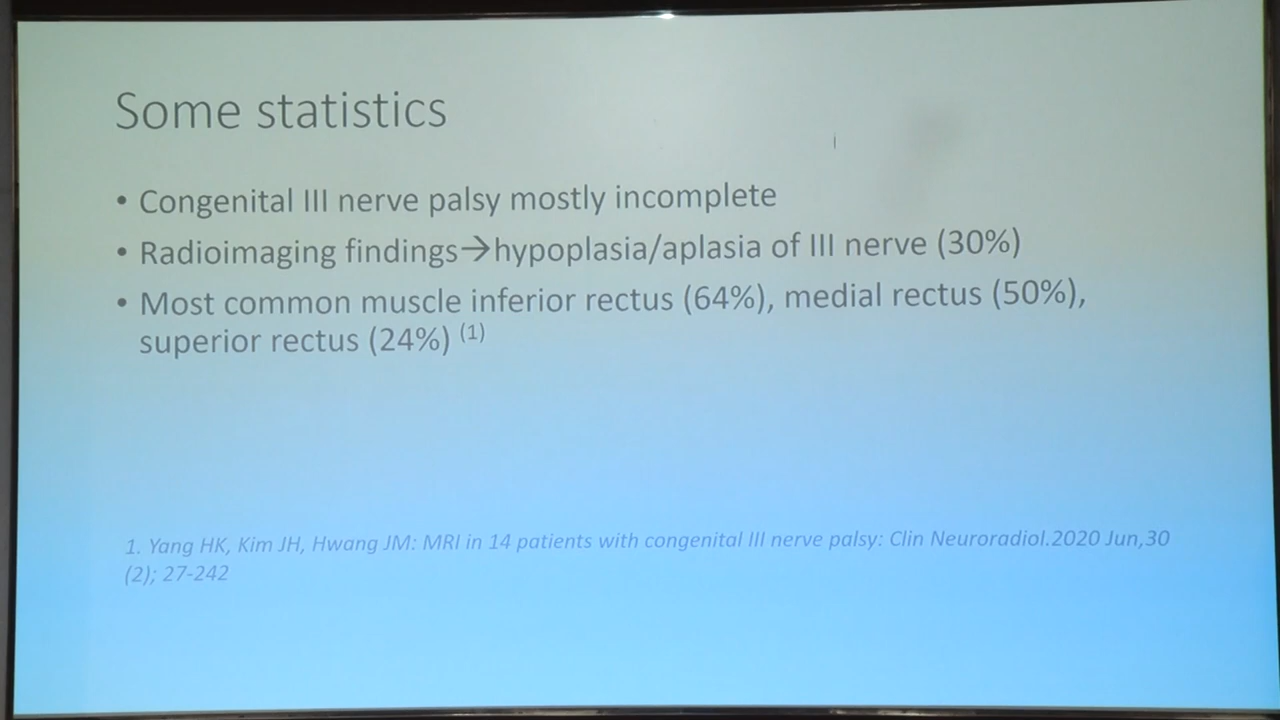 Some statistics
• Congenital III nerve palsy mostly incomplete
• Radioimaging findings→hypoplasia/aplasia of III nerve (30%)
• Most common muscle inferior rectus (64%), medial rectus (50%),
superior rectus (24%) (1)
1. Yang HK, Kim JH, Hwang JM: MRI in 14 patients with congenital III nerve palsy: Clin Neuroradiol.2020 Jun,30
(2); 27-242